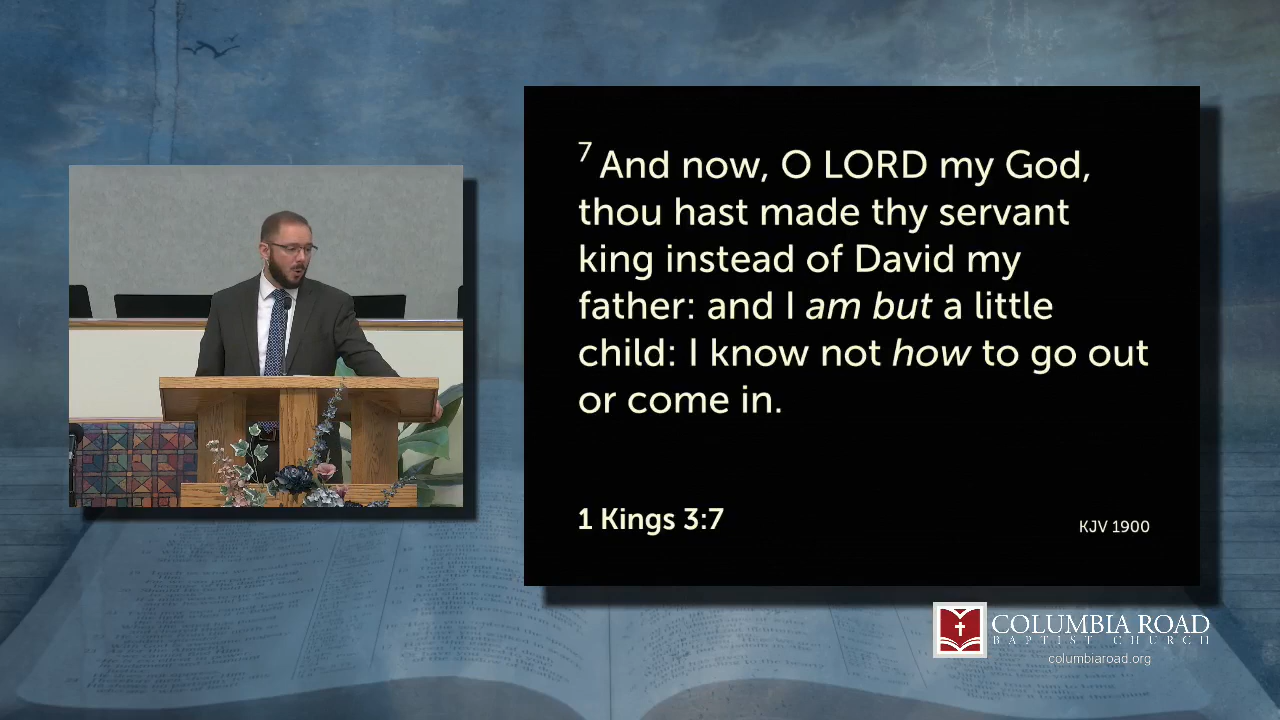 7 And now, O LORD my God,
thou hast made thy servant
king instead of David my
father: and I am but a little
child: I know not how to go out
or come in.
1 Kings 3:7
KJV 1900
COLUMBIA ROAD
BAPTIST CHURCH
columbiaroad.org